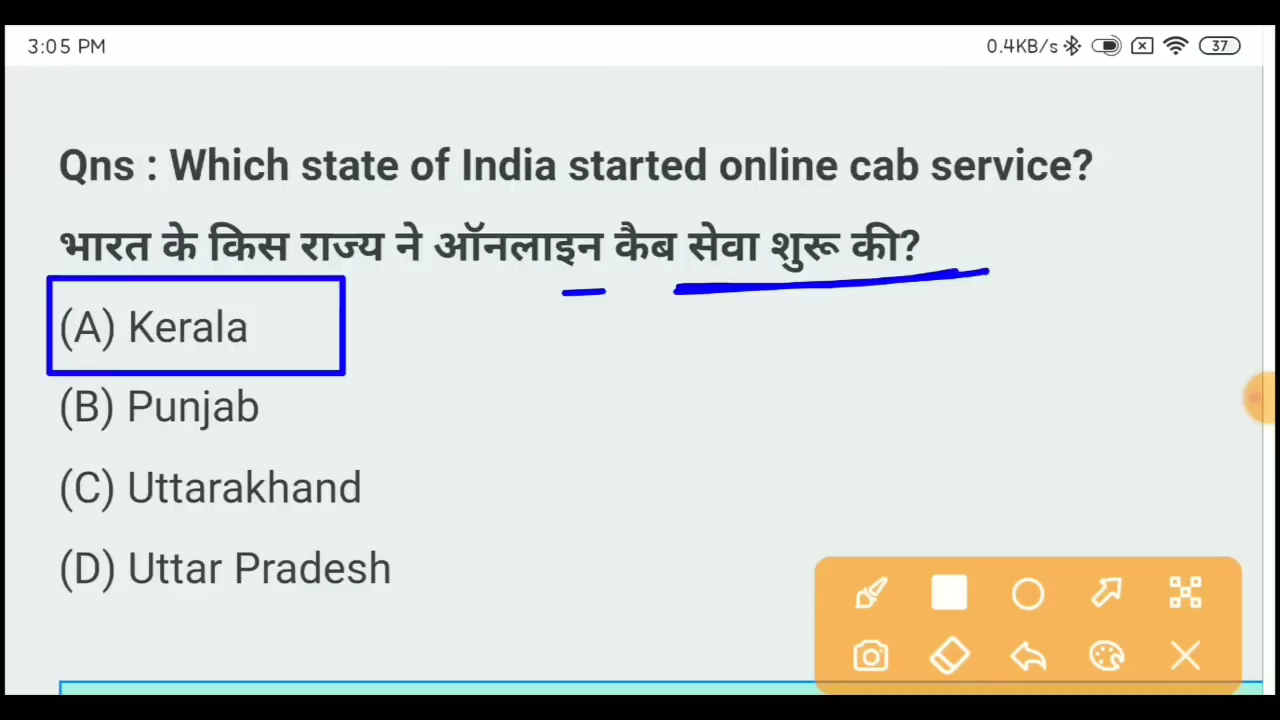 3:05 PM 0.4KB/s 37
Qns : Which state of India started online cab service?
भारत के किस राज्य ने ऑनलाइन कैब सेवा शुरू की?
(A) Kerala
(B) Punjab
(C) Uttarakhand
(D) Uttar Pradesh